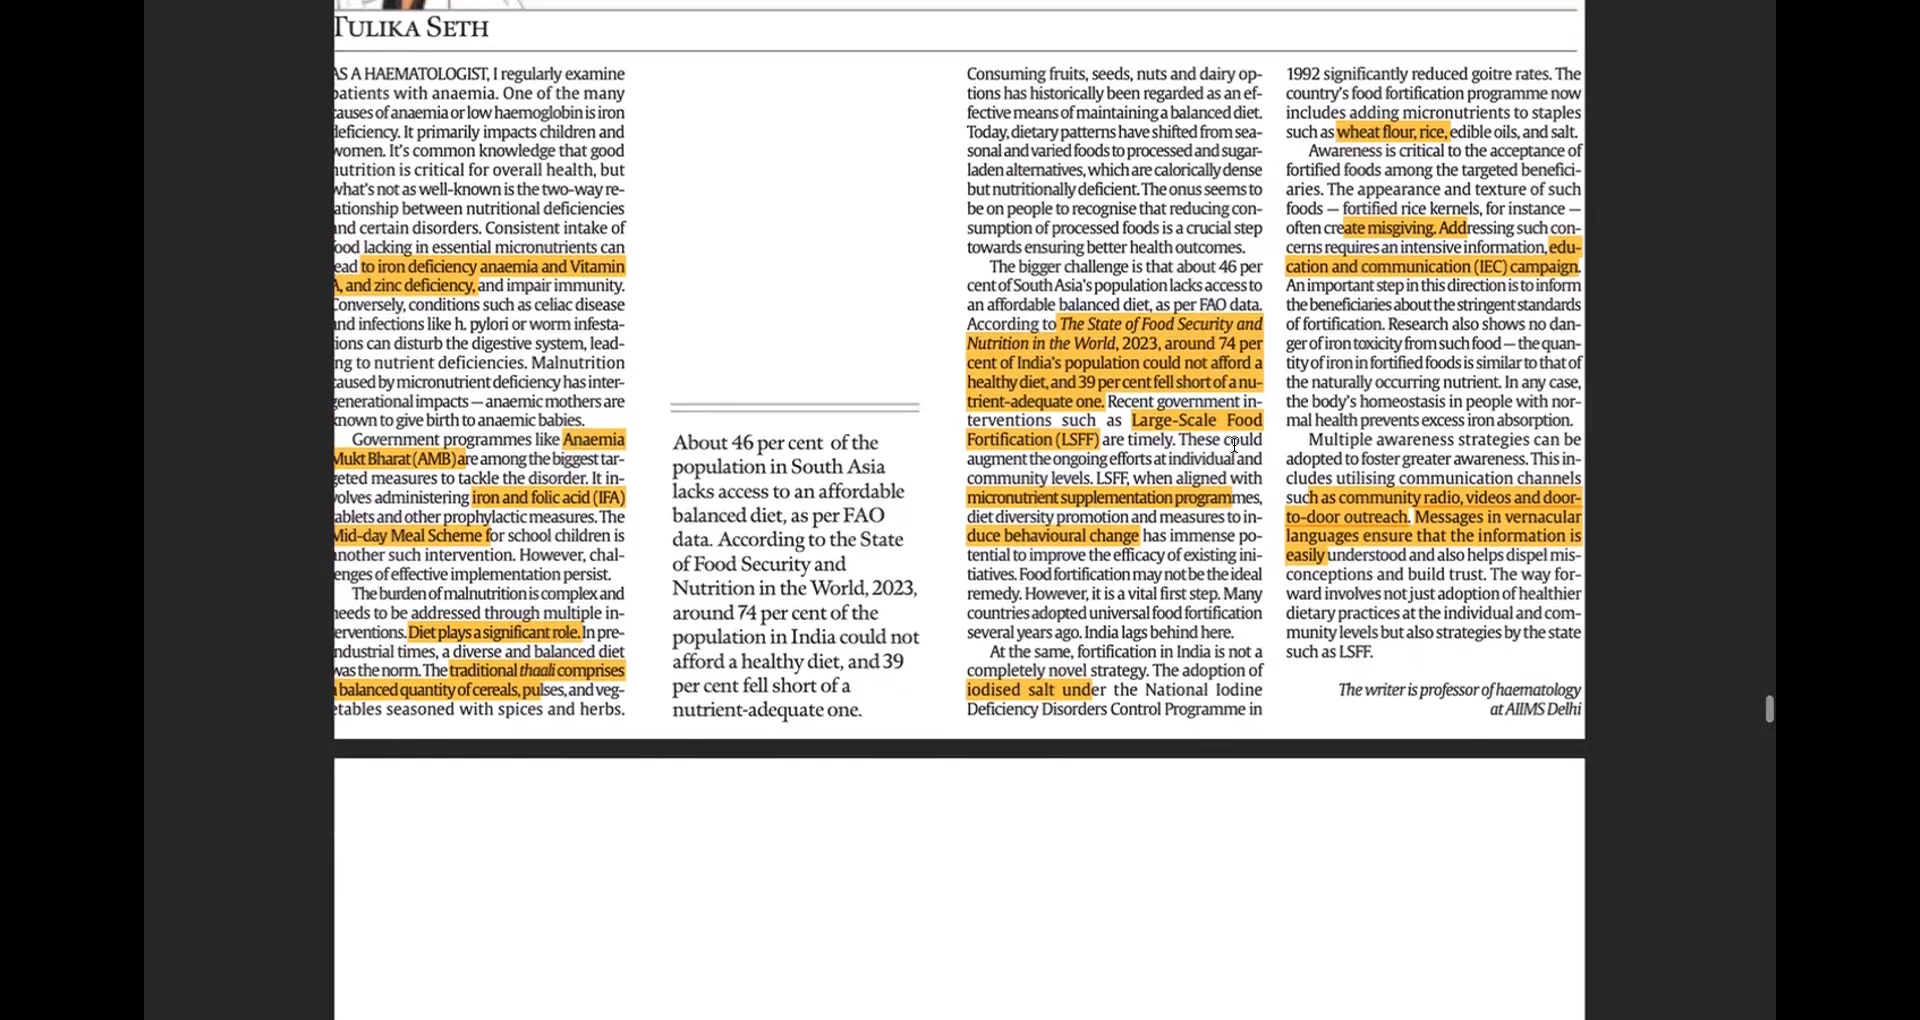 TULIKA SETH
AS A HAEMATOLOGIST, I regularly examine
patients with anaemia. One of the many
causes of anaemia or low haemoglobin is iron
deficiency. It primarily impacts children and
women. It's common knowledge that good
nutrition is critical for overall health, but
what's not as well-known is the two-way re-
ationship between nutritional deficiencies
and certain disorders. Consistent intake of
ood lacking in essential micronutrients can
ead to iron deficiency anaemia and Vitamin
A, and zinc deficiency, and impair immunity.
Conversely, conditions such as celiac disease
and infections like h. pylori or worm infesta-
ions can disturb the digestive system, lead-
ng to nutrient deficiencies. Malnutrition
caused by micronutrient deficiency has inter-
generational impacts — anaemic mothers are
known to give birth to anaemic babies.
Government programmes like Anaemia
Mukt Bharat (AMB) are among the biggest tar-
geted measures to tackle the disorder. It in-
volves administering iron and folic acid (IFA)
ablets and other prophylactic measures. The
Mid-day Meal Scheme for school children is
another such intervention. However, chal-
enges of effective implementation persist.
The burden of malnutrition is complex and
needs to be addressed through multiple in-
erventions. Diet plays a significant role. In pre-
ndustrial times, a diverse and balanced diet
was the norm. The traditional thaali comprises
a balanced quantity of cereals, pulses, and veg-
etables seasoned with spices and herbs.
About 46 per cent of the
population in South Asia
lacks access to an affordable
balanced diet, as per FAO
data. According to the State
of Food Security and
Nutrition in the World, 2023,
around 74 per cent of the
population in India could not
afford a healthy diet, and 39
per cent fell short of a
nutrient-adequate one.
Consuming fruits, seeds, nuts and dairy op-
tions has historically been regarded as an ef-
fective means of maintaining a balanced diet.
Today, dietary patterns have shifted from sea-
sonal and varied foods to processed and sugar-
laden alternatives, which are calorically dense
but nutritionally deficient. The onus seems to
be on people to recognise that reducing con-
sumption of processed foods is a crucial step
towards ensuring better health outcomes.
The bigger challenge is that about 46 per
cent of South Asia's population lacks access to
an affordable balanced diet, as per FAO data.
According to The State of Food Security and
Nutrition in the World, 2023, around 74 per
cent of India's population could not afford a
healthy diet, and 39 per cent fell short of a nu-
trient-adequate one. Recent government in-
terventions such as Large-Scale Food
Fortification (LSFF) are timely. These could
augment the ongoing efforts at individual and
community levels. LSFF, when aligned with
micronutrient supplementation programmes,
diet diversity promotion and measures to in-
duce behavioural change has immense po-
tential to improve the efficacy of existing ini-
tiatives. Food fortification may not be the ideal
remedy. However, it is a vital first step. Many
countries adopted universal food fortification
several years ago. India lags behind here.
At the same, fortification in India is not a
completely novel strategy. The adoption of
iodised salt under the National Iodine
Deficiency Disorders Control Programme in
1992 significantly reduced goitre rates. The
country's food fortification programme now
includes adding micronutrients to staples
such as wheat flour, rice, edible oils, and salt.
Awareness is critical to the acceptance of
fortified foods among the targeted benefici-
aries. The appearance and texture of such
foods — fortified rice kernels, for instance —
often create misgiving. Addressing such con-
cerns requires an intensive information, edu-
cation and communication (IEC) campaign.
An important step in this direction is to inform
the beneficiaries about the stringent standards
of fortification. Research also shows no dan-
ger of iron toxicity from such food — the quan-
tity of iron in fortified foods is similar to that of
the naturally occurring nutrient. In any case,
the body's homeostasis in people with nor-
mal health prevents excess iron absorption.
Multiple awareness strategies can be
adopted to foster greater awareness. This in-
cludes utilising communication channels
such as community radio, videos and door-
to-door outreach. Messages in vernacular
languages ensure that the information is
easily understood and also helps dispel mis-
conceptions and build trust. The way for-
ward involves not just adoption of healthier
dietary practices at the individual and com-
munity levels but also strategies by the state
such as LSFF.
The writer is professor of haematology
at AIIMS Delhi